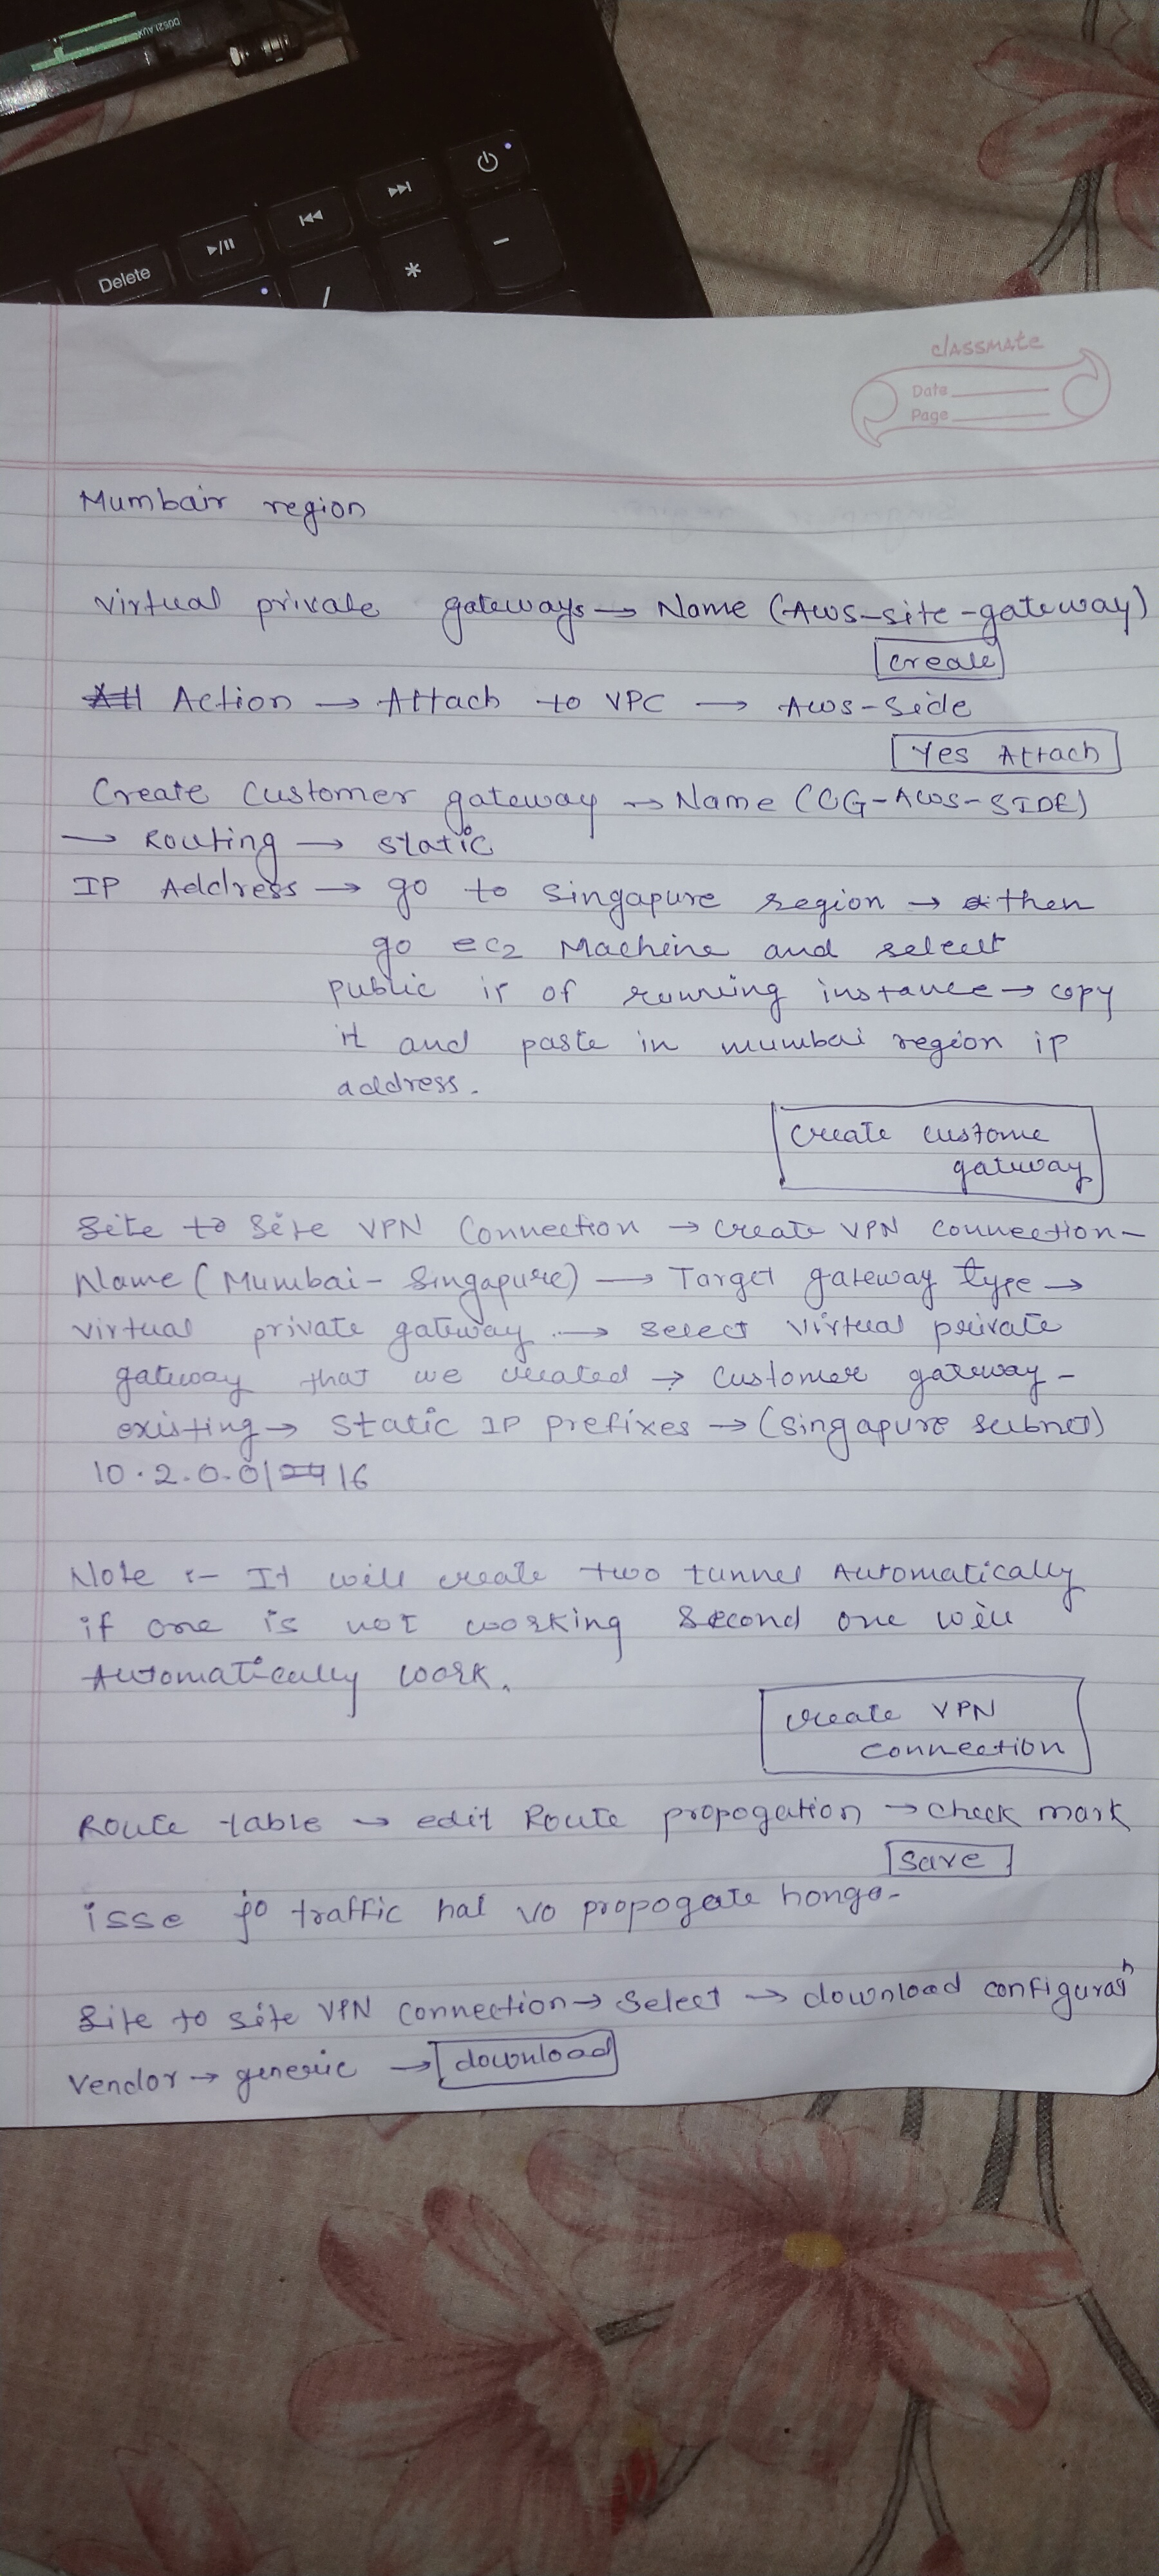 Delete
/
*
-
classmate
Date
Page
Mumbair region
virtual private gateways → Name (Aws-site-gateway)
create
Action → Attach to VPC → Aws-Side
Yes Attach
Create Customer gateway → Name (CG-AWS-SIDE)
→ Routing → static
IP Address → go to Singapure region → then
go ec2 Machine and select
public ip of running instance → copy
it and paste in mumbai region ip
address.
Create custome
gateway
Site to Site VPN Connection → create VPN connection-
Name (Mumbai - Singapure) → Target gateway type →
virtual private gateway → select virtual private
gateway that we created → customer gateway -
existing → static IP prefixes → (singapure subnet)
10.2.0.0/16
Note :- It will create two tunnel Automatically
if one is not working Second one will
Automatically work.
create VPN
connection
Route table → edit Route propogation → check mark
Save
isse jo traffic hal vo propogate honga-
Site to site VPN connection → Select → download configuratn
Vendor → generic → download